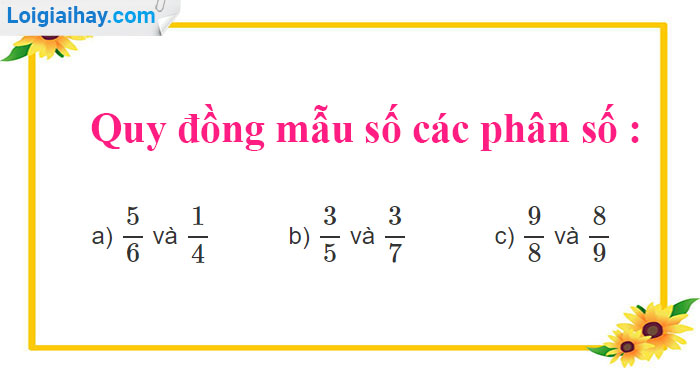 Loigiaihay.com
Quy đồng mẫu số các phân số :
a) 5/6 và 1/4 b) 3/5 và 3/7 c) 9/8 và 8/9